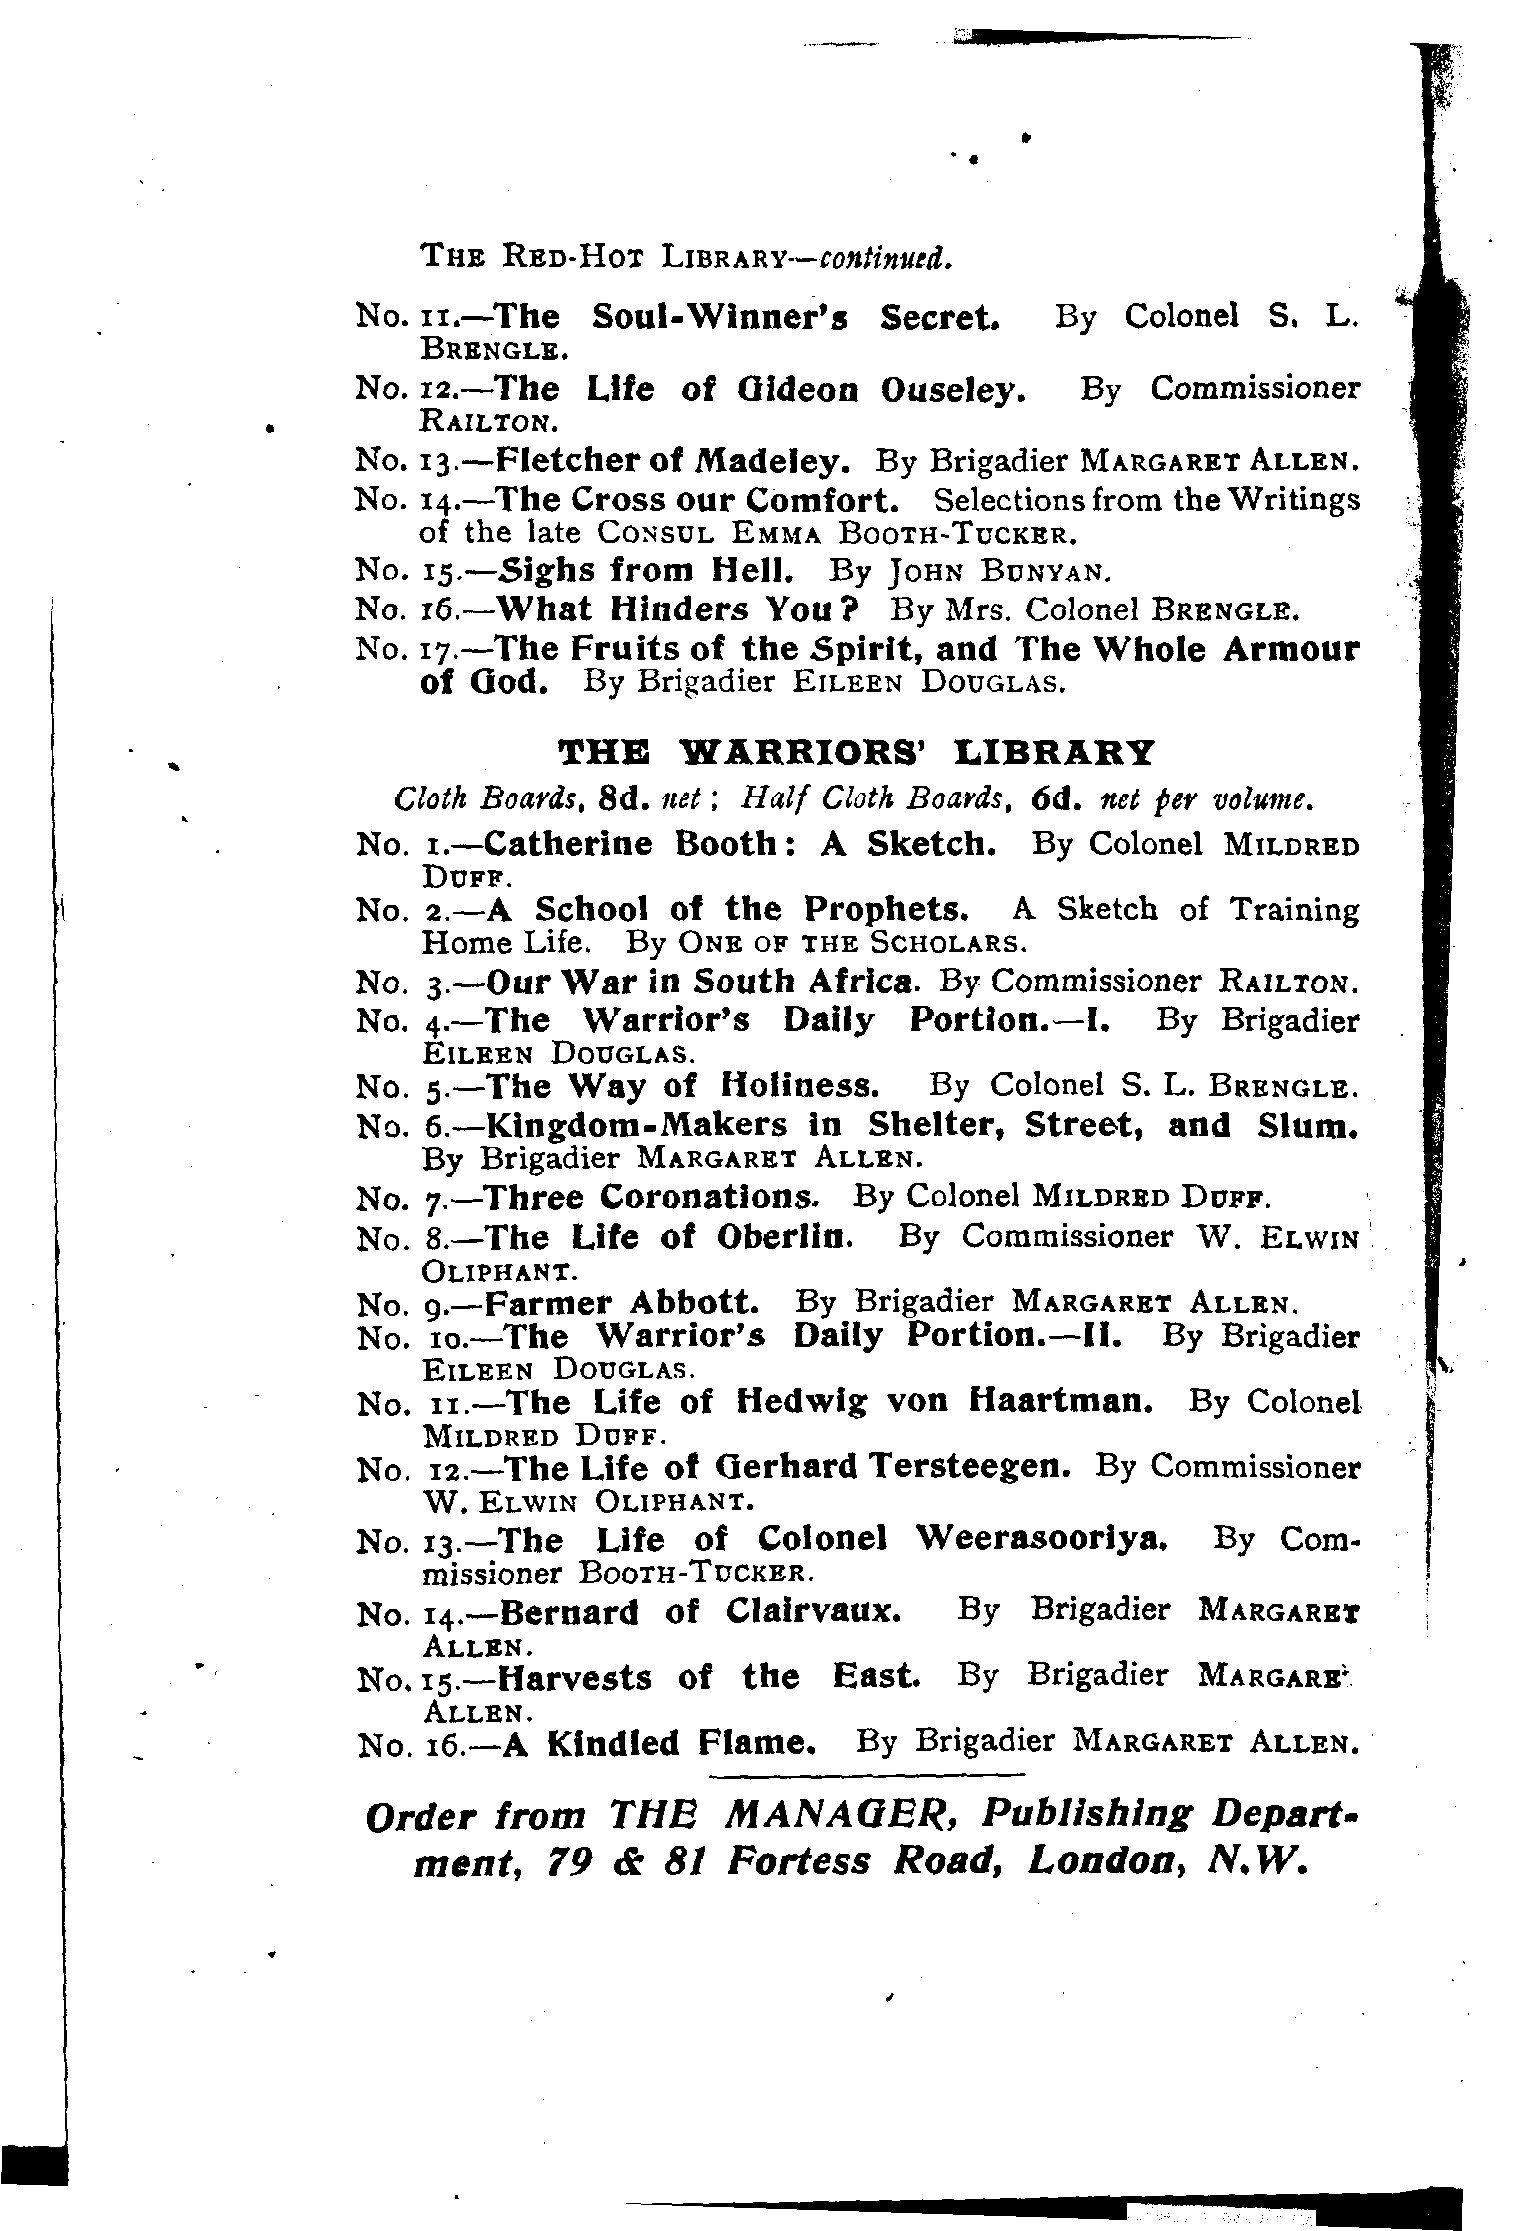 THE RED-HOT LIBRARY—continued.
No. 11.—The Soul-Winner's Secret. By Colonel S. L.
BRENGLE.
No. 12.—The Life of Gideon Ouseley. By Commissioner
RAILTON.
No. 13.—Fletcher of Madeley. By Brigadier MARGARET ALLEN.
No. 14.—The Cross our Comfort. Selections from the Writings
of the late CONSUL EMMA BOOTH-TUCKER.
No. 15.—Sighs from Hell. By JOHN BUNYAN.
No. 16.—What Hinders You? By Mrs. Colonel BRENGLE.
No. 17.—The Fruits of the Spirit, and The Whole Armour
of God. By Brigadier EILEEN DOUGLAS.
THE WARRIORS' LIBRARY
Cloth Boards, 8d. net; Half Cloth Boards, 6d. net per volume.
No. 1.—Catherine Booth: A Sketch. By Colonel MILDRED
DUFF.
No. 2.—A School of the Prophets. A Sketch of Training
Home Life. By ONE OF THE SCHOLARS.
No. 3.—Our War in South Africa. By Commissioner RAILTON.
No. 4.—The Warrior's Daily Portion.—I. By Brigadier
EILEEN DOUGLAS.
No. 5.—The Way of Holiness. By Colonel S. L. BRENGLE.
No. 6.—Kingdom-Makers in Shelter, Street, and Slum.
By Brigadier MARGARET ALLEN.
No. 7.—Three Coronations. By Colonel MILDRED DUFF.
No. 8.—The Life of Oberlin. By Commissioner W. ELWIN
OLIPHANT.
No. 9.—Farmer Abbott. By Brigadier MARGARET ALLEN.
No. 10.—The Warrior's Daily Portion.—II. By Brigadier
EILEEN DOUGLAS.
No. 11.—The Life of Hedwig von Haartman. By Colonel
MILDRED DUFF.
No. 12.—The Life of Gerhard Tersteegen. By Commissioner
W. ELWIN OLIPHANT.
No. 13.—The Life of Colonel Weerasooriya. By Com-
missioner BOOTH-TUCKER.
No. 14.—Bernard of Clairvaux. By Brigadier MARGARET
ALLEN.
No. 15.—Harvests of the East. By Brigadier MARGARET
ALLEN.
No. 16.—A Kindled Flame. By Brigadier MARGARET ALLEN.
Order from THE MANAGER, Publishing Depart-
ment, 79 & 81 Fortess Road, London, N.W.